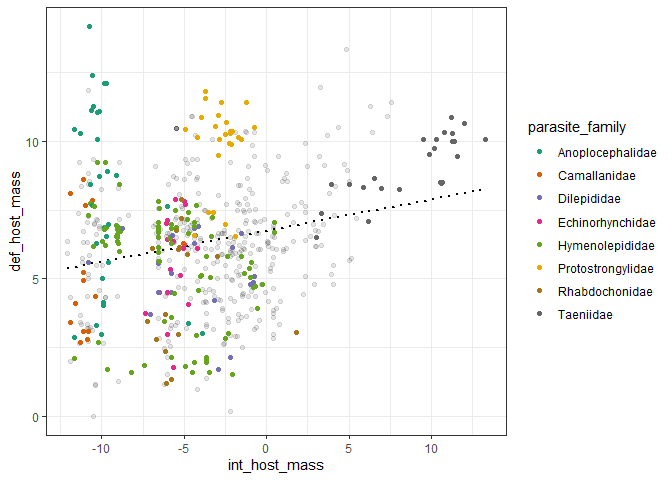 def_host_mass
10
5
0
-10
-5
0
5
10
int_host_mass
parasite_family
Anoplocephalidae
Camallanidae
Dilepididae
Echinorhynchidae
Hymenolepididae
Protostrongylidae
Rhabdochonidae
Taeniidae